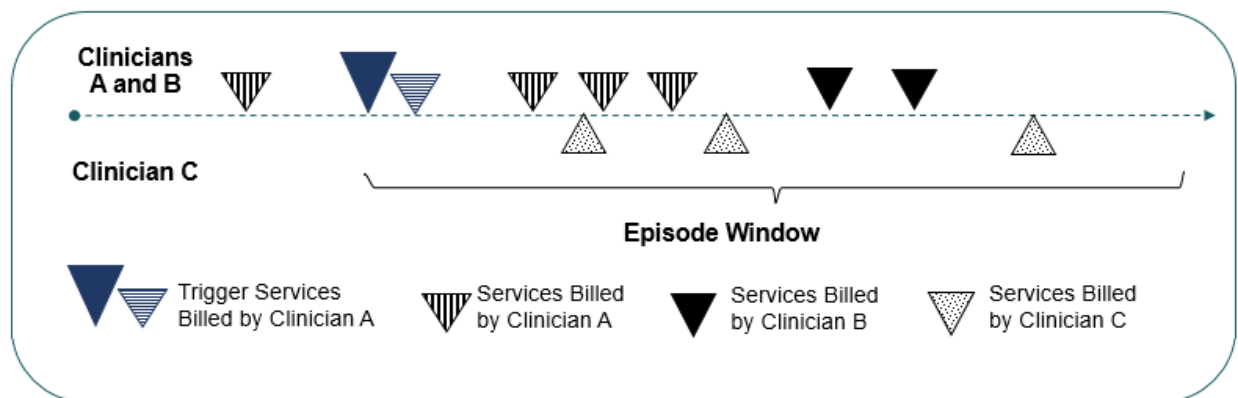 Clinicians
A and B
Clinician C
Episode Window
Trigger Services
Billed by Clinician A
Services Billed
by Clinician A
Services Billed
by Clinician B
Services Billed
by Clinician C